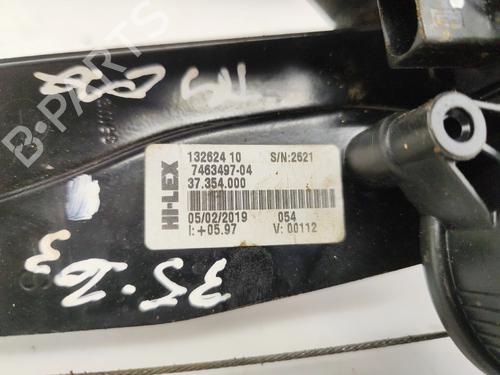 B-PARTS
HI-LEX
132624 10 S/N:2621
7463497-04
37.354.000
05/02/2019 054
I: +05.97 V: 00112